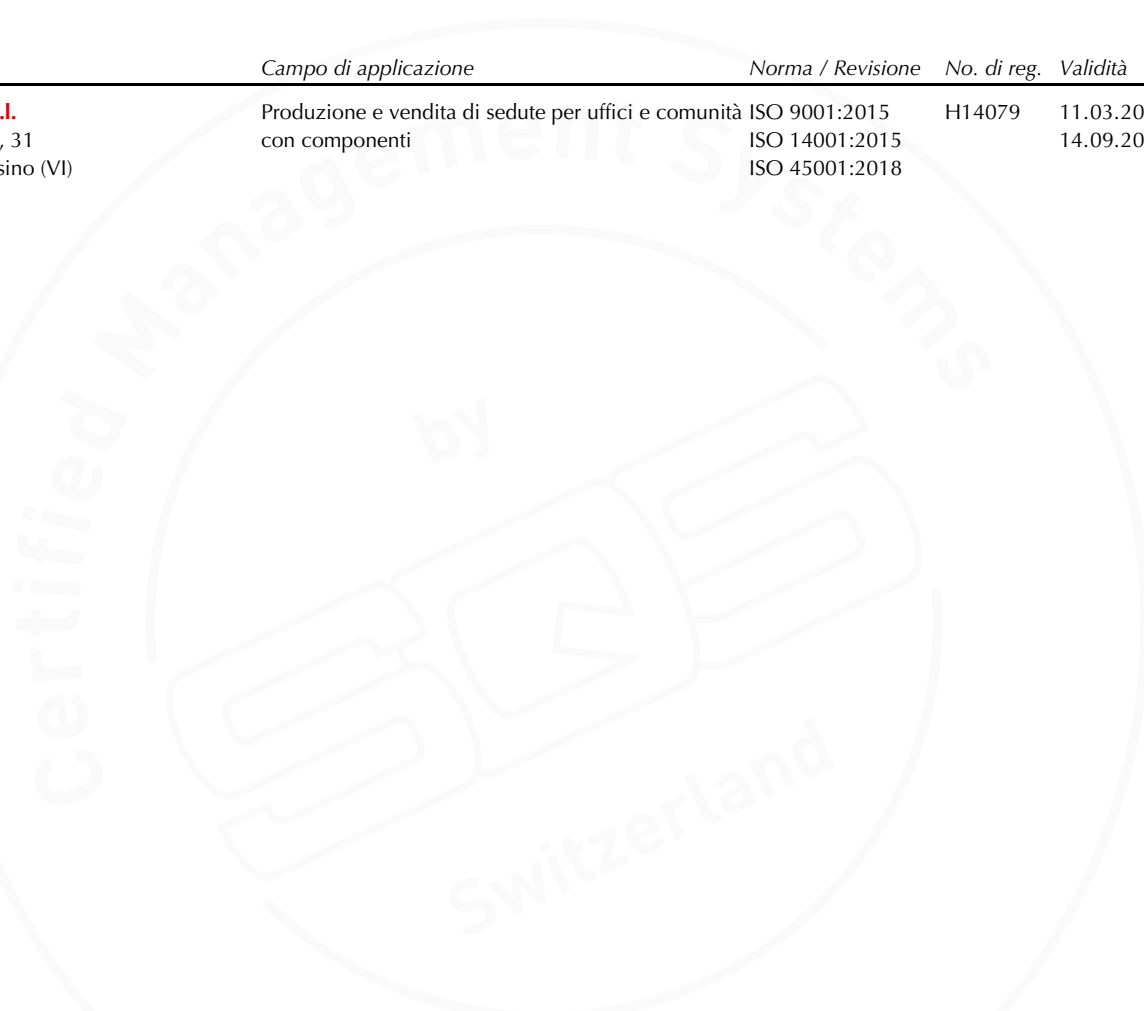 Campo di applicazione Norma / Revisione No. di reg. Validità
.l. Produzione e vendita di sedute per uffici e comunità ISO 9001:2015 H14079 11.03.20
, 31 con componenti ISO 14001:2015 14.09.20
sino (VI) ISO 45001:2018
Certified Management Systems
by
SQS
Switzerland